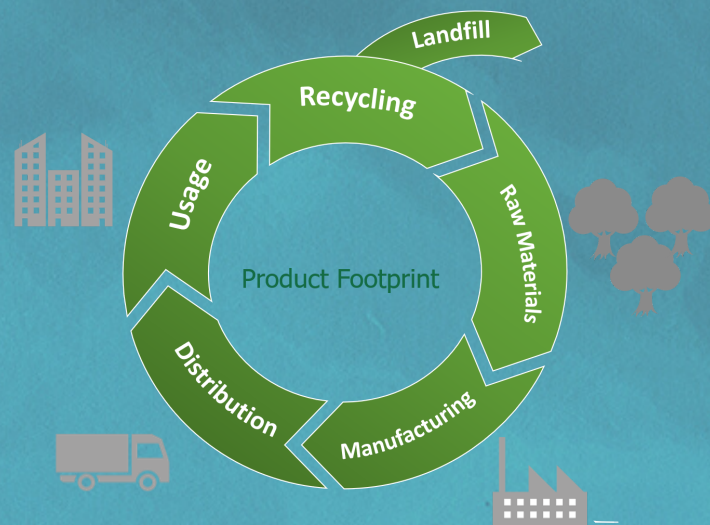 Landfill
Recycling
Usage
Raw Materials
Product Footprint
Distribution
Manufacturing